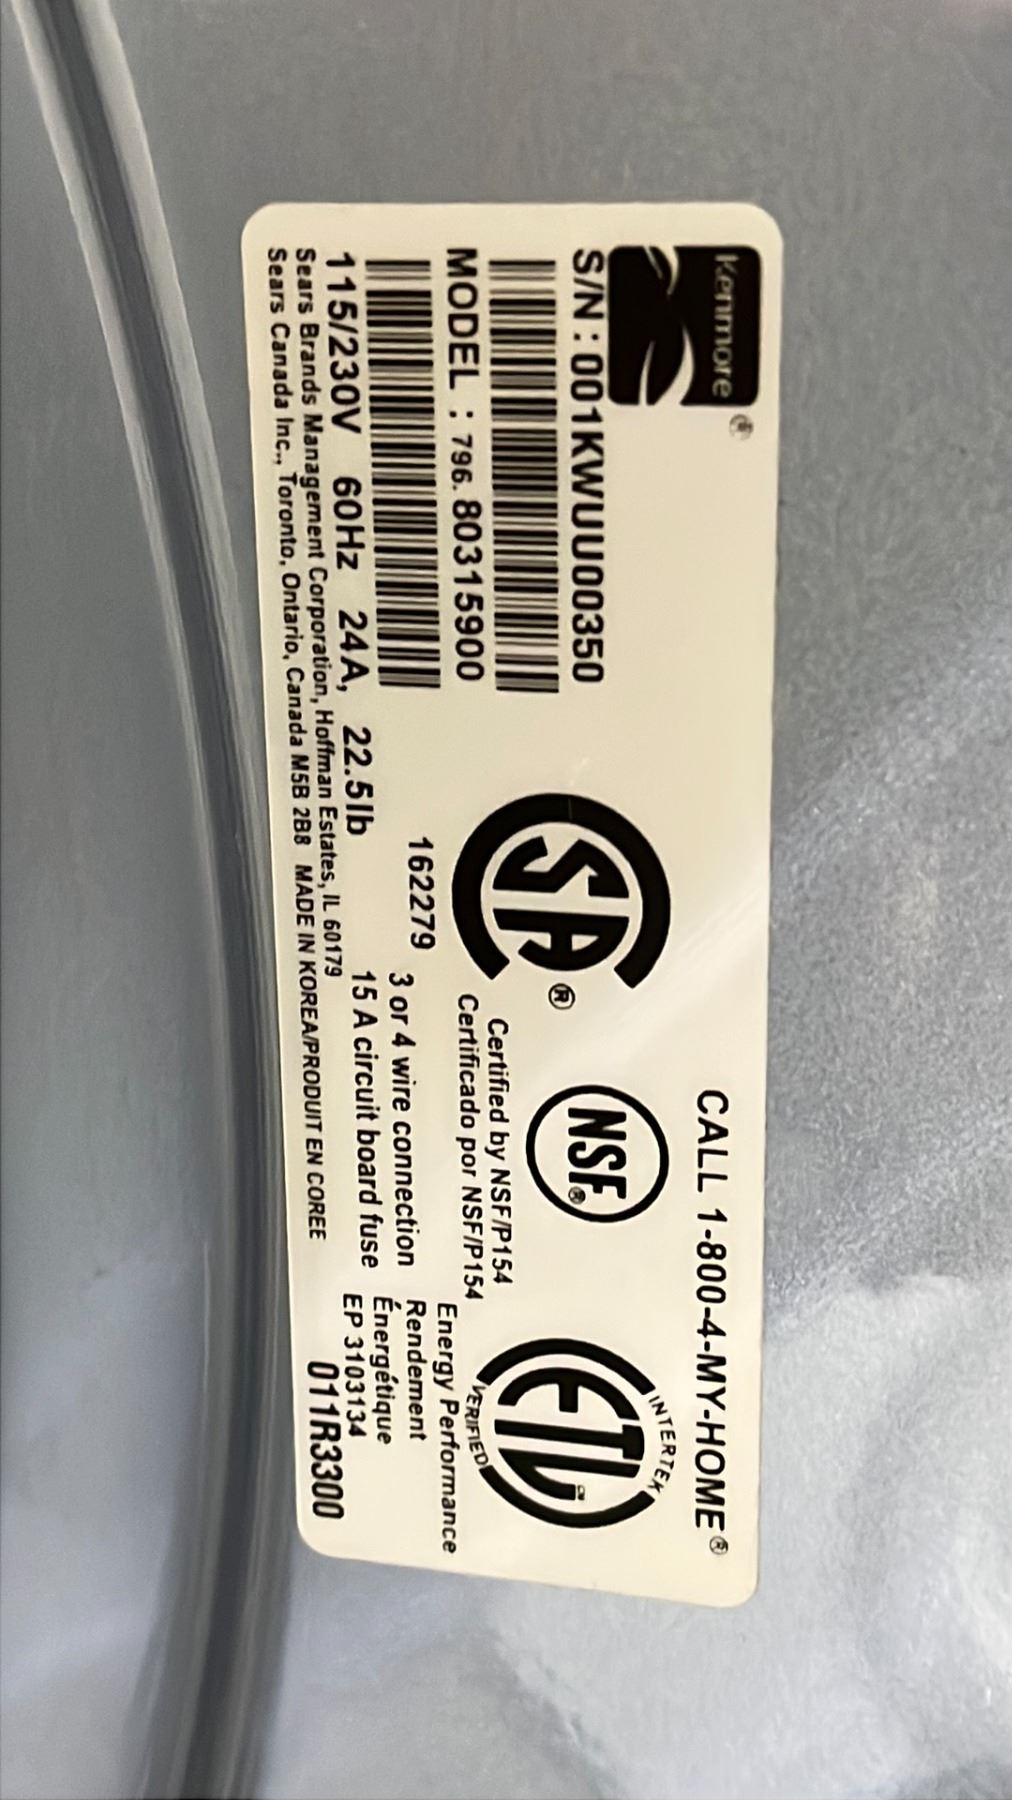 Kenmore®
CALL 1-800-4-MY-HOME®
S/N : 001KWUU00350
MODEL : 796. 80315900
CSA®
NSF®
INTERTEK
ETL CM
VERIFIED
Certified by NSF/P154
Certificado por NSF/P154
162279
3 or 4 wire connection
15 A circuit board fuse
Energy Performance
Rendement
Énergétique
EP 3103134
115/230V 60Hz 24A, 22.5lb
Sears Brands Management Corporation, Hoffman Estates, IL 60179
Sears Canada Inc., Toronto, Ontario, Canada M5B 2B8 MADE IN KOREA/PRODUIT EN COREE
011R3300